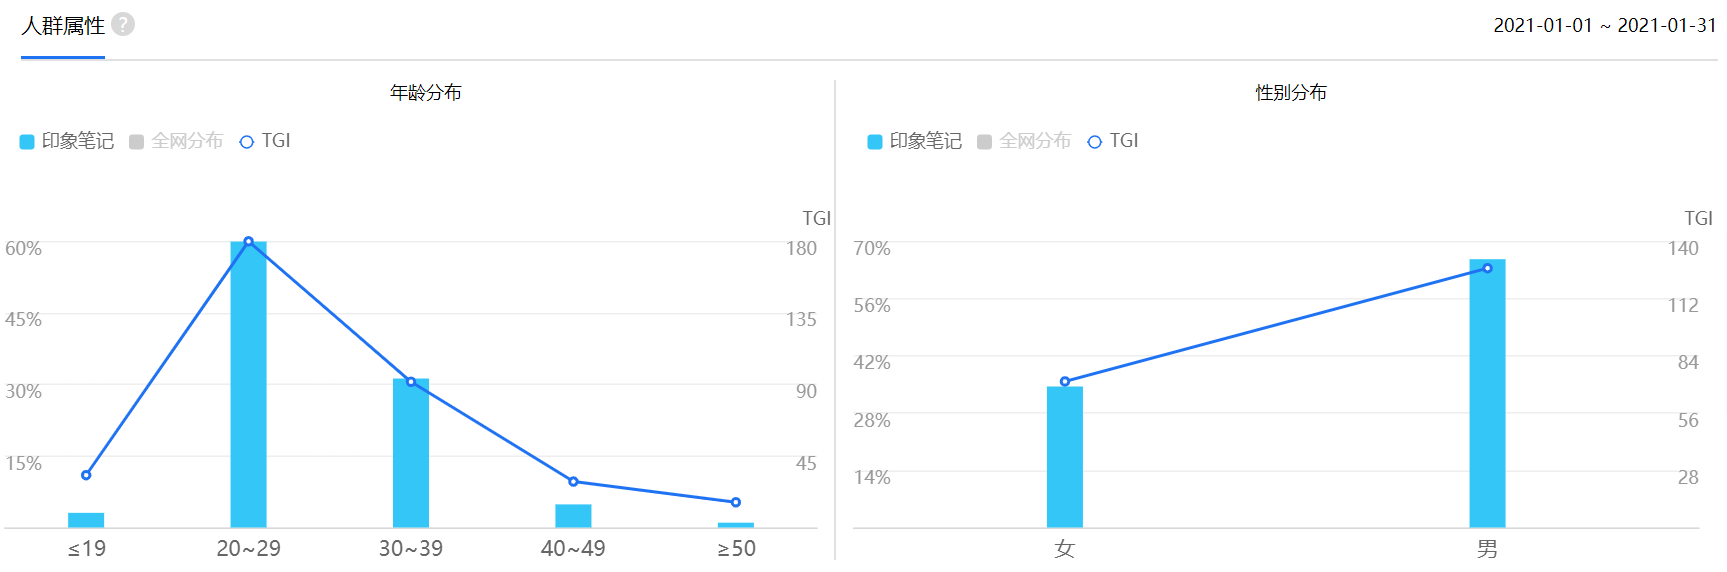 人群属性 ?
2021-01-01 ~ 2021-01-31
年龄分布
印象笔记 全网分布 TGI
TGI
60% 180
45% 135
30% 90
15% 45
≤19 20~29 30~39 40~49 ≥50
性别分布
印象笔记 全网分布 TGI
TGI
70% 140
56% 112
42% 84
28% 56
14% 28
女 男